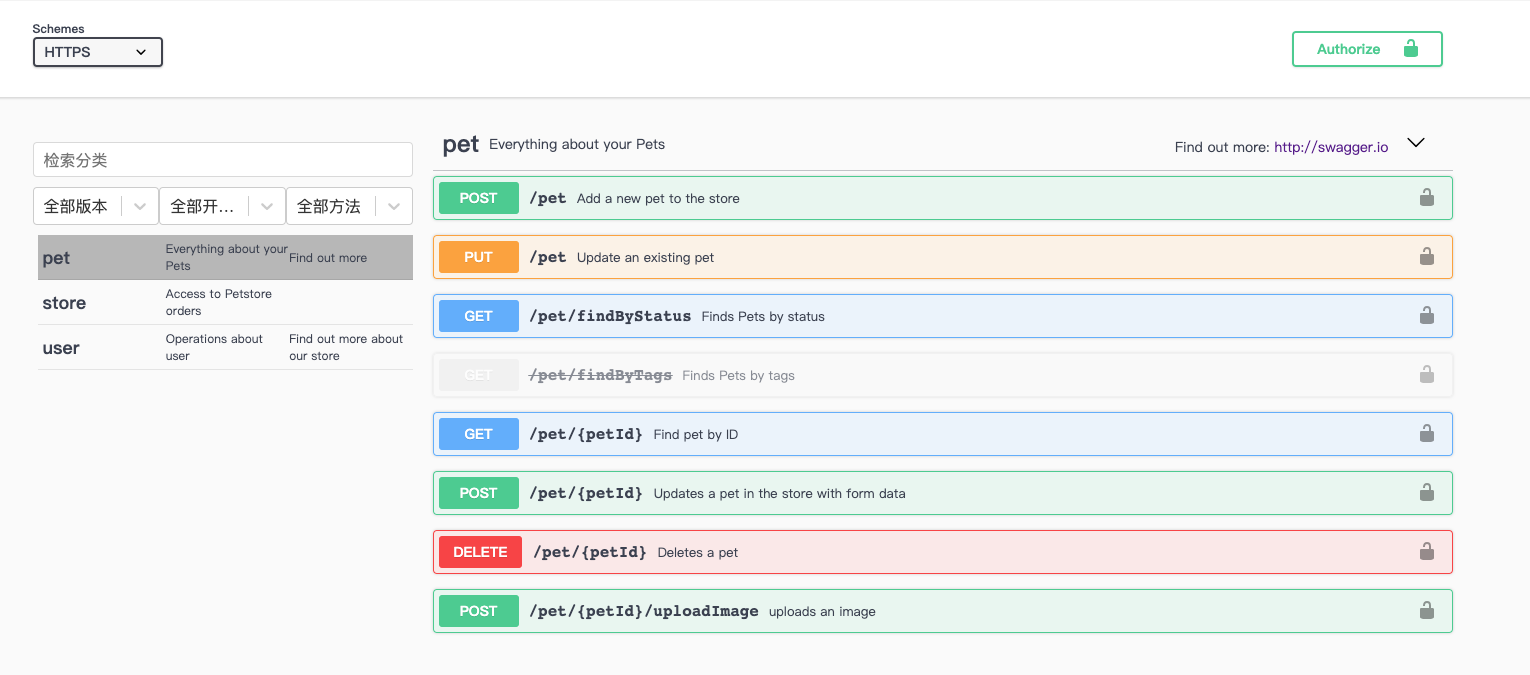 Schemes
HTTPS
Authorize
检索分类
全部版本 全部开... 全部方法
pet Everything about your Pets Find out more
store Access to Petstore orders
user Operations about user Find out more about our store
pet Everything about your Pets Find out more: http://swagger.io
POST /pet Add a new pet to the store
PUT /pet Update an existing pet
GET /pet/findByStatus Finds Pets by status
GET /pet/findByTags Finds Pets by tags
GET /pet/{petId} Find pet by ID
POST /pet/{petId} Updates a pet in the store with form data
DELETE /pet/{petId} Deletes a pet
POST /pet/{petId}/uploadImage uploads an image